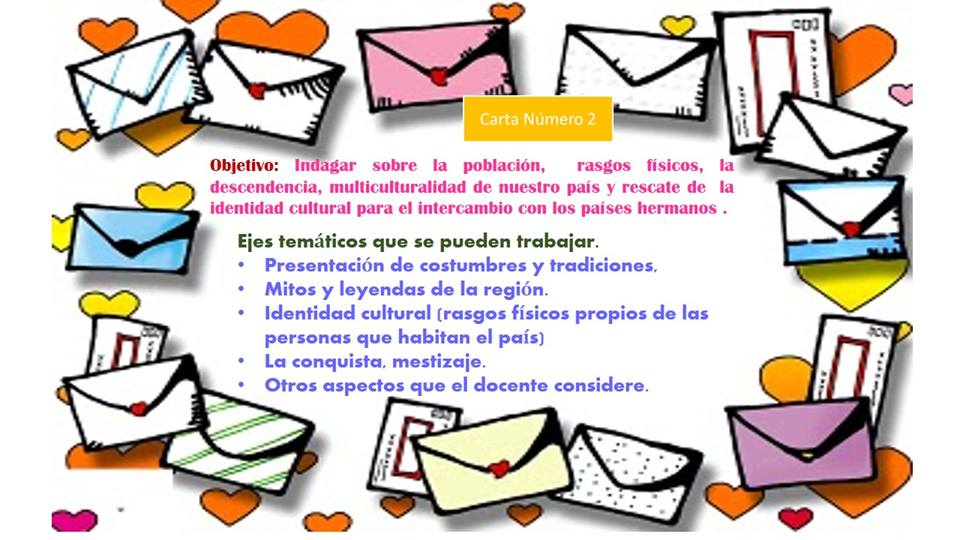 Carta Número 2
Objetivo: Indagar sobre la población, rasgos físicos, la
descendencia, multiculturalidad de nuestro país y rescate de la
identidad cultural para el intercambio con los países hermanos .
Ejes temáticos que se pueden trabajar.
• Presentación de costumbres y tradiciones,
• Mitos y leyendas de la región.
• Identidad cultural (rasgos físicos propios de las
personas que habitan el país)
• La conquista, mestizaje.
• Otros aspectos que el docente considere.